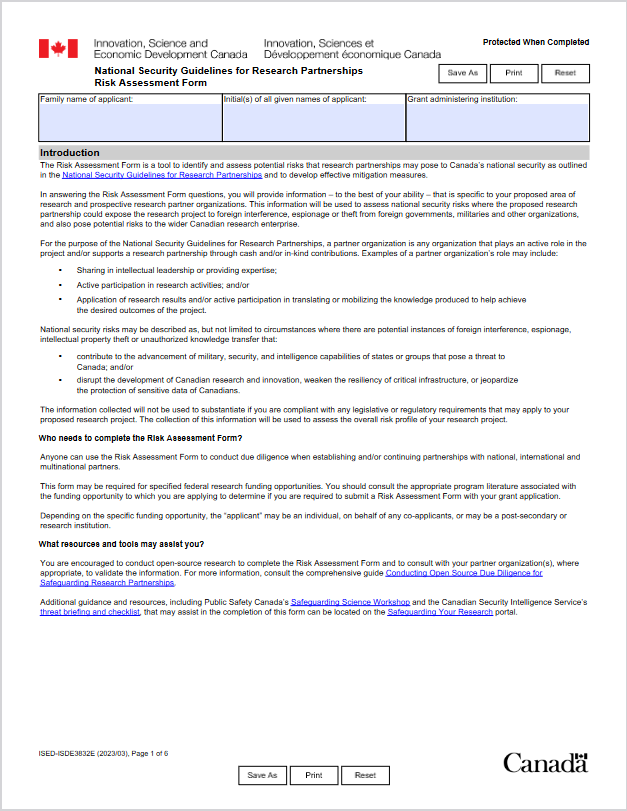 Innovation, Science and
Economic Development Canada
Innovation, Sciences et
Développement économique Canada
Protected When Completed
National Security Guidelines for Research Partnerships
Risk Assessment Form
Save As Print Reset
Family name of applicant: Initial(s) of all given names of applicant: Grant administering institution:
Introduction
The Risk Assessment Form is a tool to identify and assess potential risks that research partnerships may pose to Canada's national security as outlined
in the National Security Guidelines for Research Partnerships and to develop effective mitigation measures.
In answering the Risk Assessment Form questions, you will provide information – to the best of your ability – that is specific to your proposed area of
research and prospective research partner organizations. This information will be used to assess national security risks where the proposed research
partnership could expose the research project to foreign interference, espionage or theft from foreign governments, militaries and other organizations,
and also pose potential risks to the wider Canadian research enterprise.
For the purpose of the National Security Guidelines for Research Partnerships, a partner organization is any organization that plays an active role in the
project and/or supports a research partnership through cash and/or in-kind contributions. Examples of a partner organization's role may include:
• Sharing in intellectual leadership or providing expertise;
• Active participation in research activities; and/or
• Application of research results and/or active participation in translating or mobilizing the knowledge produced to help achieve
the desired outcomes of the project.
National security risks may be described as, but not limited to circumstances where there are potential instances of foreign interference, espionage,
intellectual property theft or unauthorized knowledge transfer that:
• contribute to the advancement of military, security, and intelligence capabilities of states or groups that pose a threat to
Canada; and/or
• disrupt the development of Canadian research and innovation, weaken the resiliency of critical infrastructure, or jeopardize
the protection of sensitive data of Canadians.
The information collected will not be used to substantiate if you are compliant with any legislative or regulatory requirements that may apply to your
proposed research project. The collection of this information will be used to assess the overall risk profile of your research project.
Who needs to complete the Risk Assessment Form?
Anyone can use the Risk Assessment Form to conduct due diligence when establishing and/or continuing partnerships with national, international and
multinational partners.
This form may be required for specified federal research funding opportunities. You should consult the appropriate program literature associated with
the funding opportunity to which you are applying to determine if you are required to submit a Risk Assessment Form with your grant application.
Depending on the specific funding opportunity, the "applicant" may be an individual, on behalf of any co-applicants, or may be a post-secondary or
research institution.
What resources and tools may assist you?
You are encouraged to conduct open-source research to complete the Risk Assessment Form and to consult with your partner organization(s), where
appropriate, to validate the information. For more information, consult the comprehensive guide Conducting Open Source Due Diligence for
Safeguarding Research Partnerships.
Additional guidance and resources, including Public Safety Canada's Safeguarding Science Workshop and the Canadian Security Intelligence Service's
threat briefing and checklist, that may assist in the completion of this form can be located on the Safeguarding Your Research portal.
ISED-ISDE3832E (2023/03), Page 1 of 6
Canada
Save As Print Reset